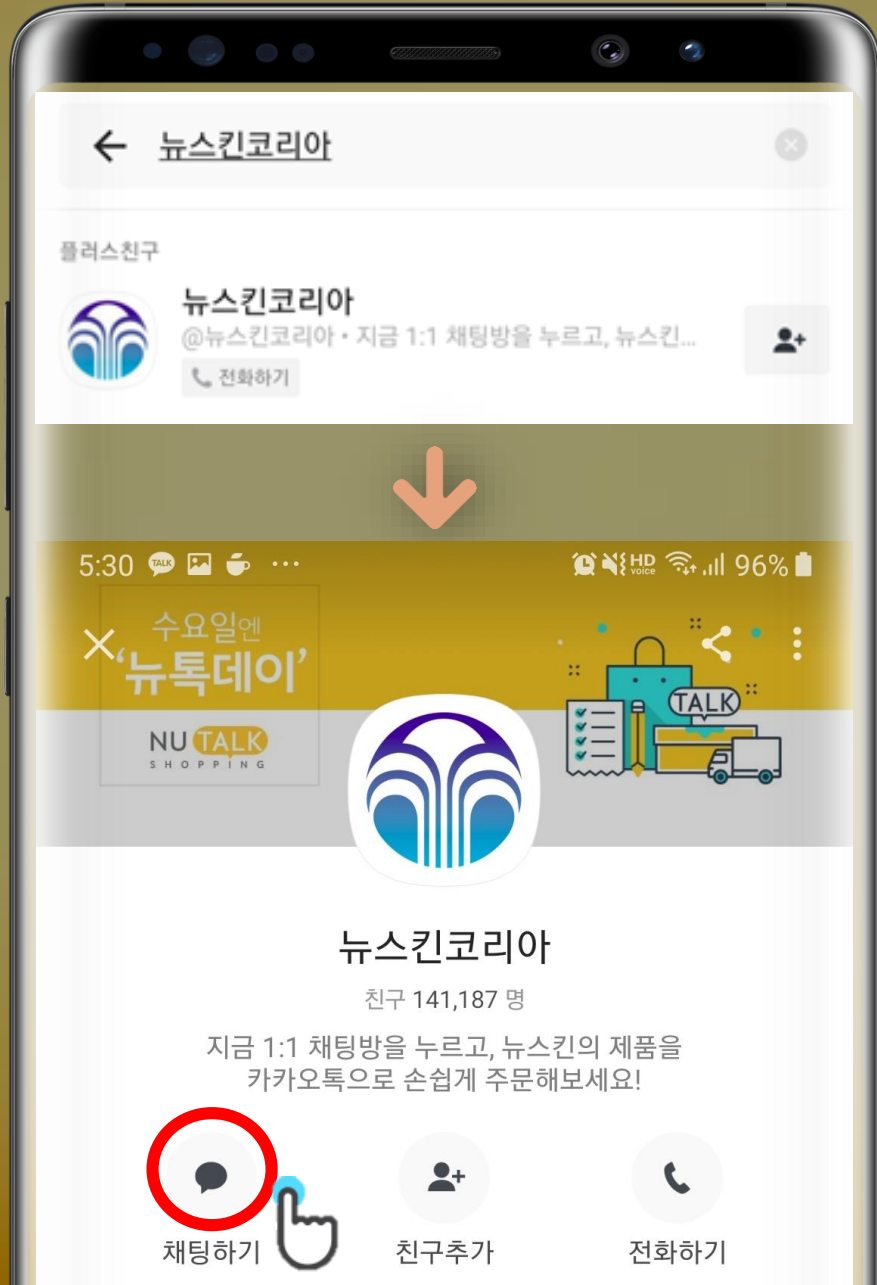 뉴스킨코리아
플러스친구
뉴스킨코리아
@뉴스킨코리아 • 지금 1:1 채팅방을 누르고, 뉴스킨...
전화하기
5:30 TALK ... HD voice 96%
수요일엔
'뉴톡데이'
NU TALK
SHOPPING
TALK
뉴스킨코리아
친구 141,187 명
지금 1:1 채팅방을 누르고, 뉴스킨의 제품을
카카오톡으로 손쉽게 주문해보세요!
채팅하기
친구추가
전화하기